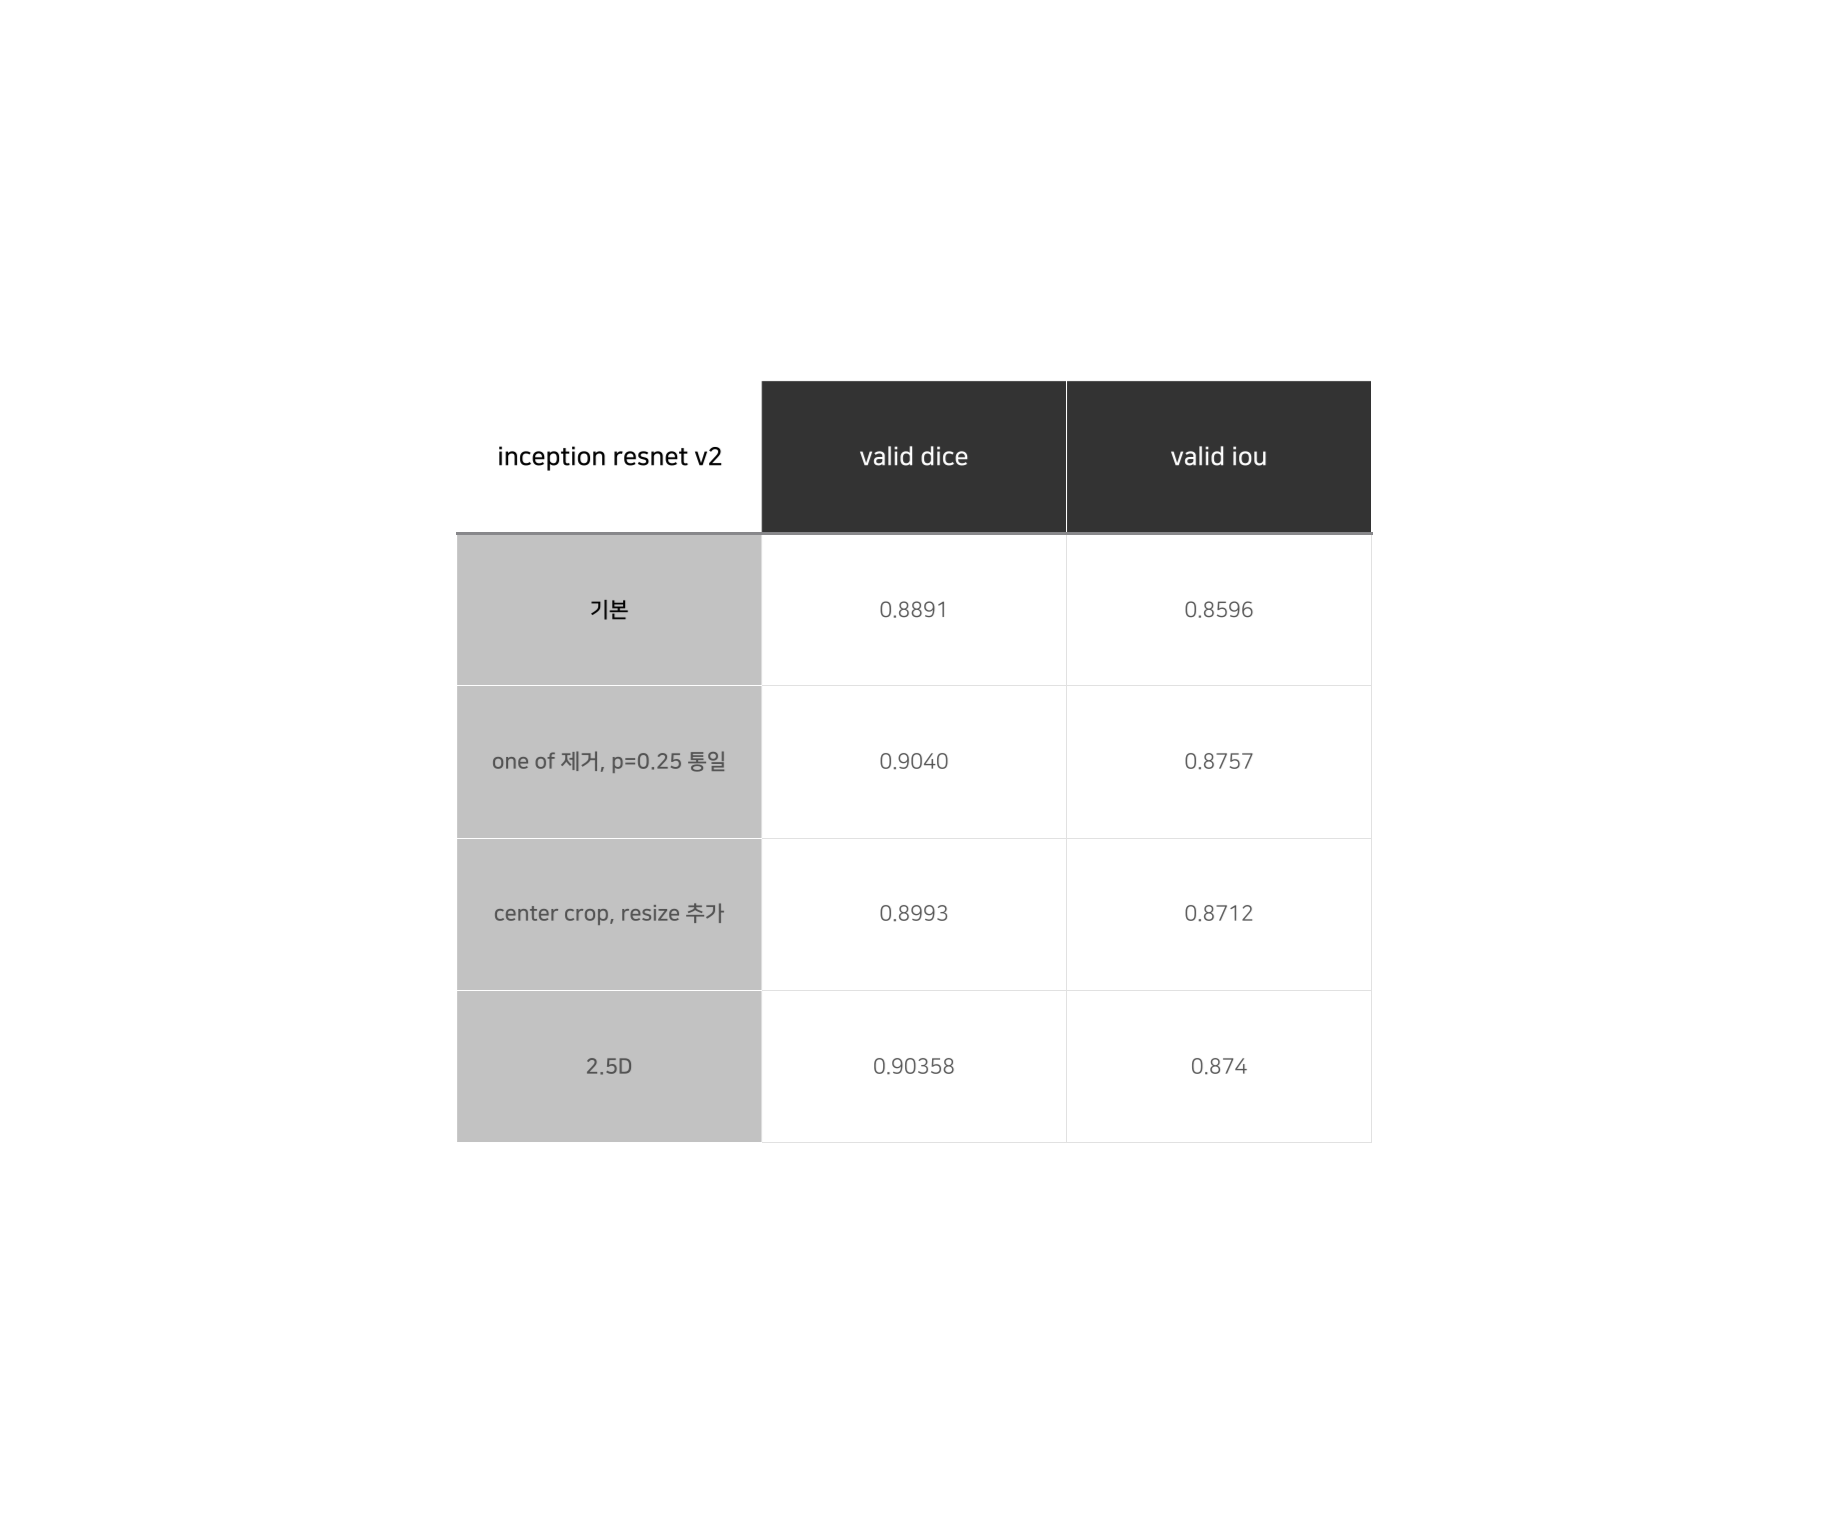 inception resnet v2 valid dice valid iou
기본 0.8891 0.8596
one of 제거, p=0.25 통일 0.9040 0.8757
center crop, resize 추가 0.8993 0.8712
2.5D 0.90358 0.874